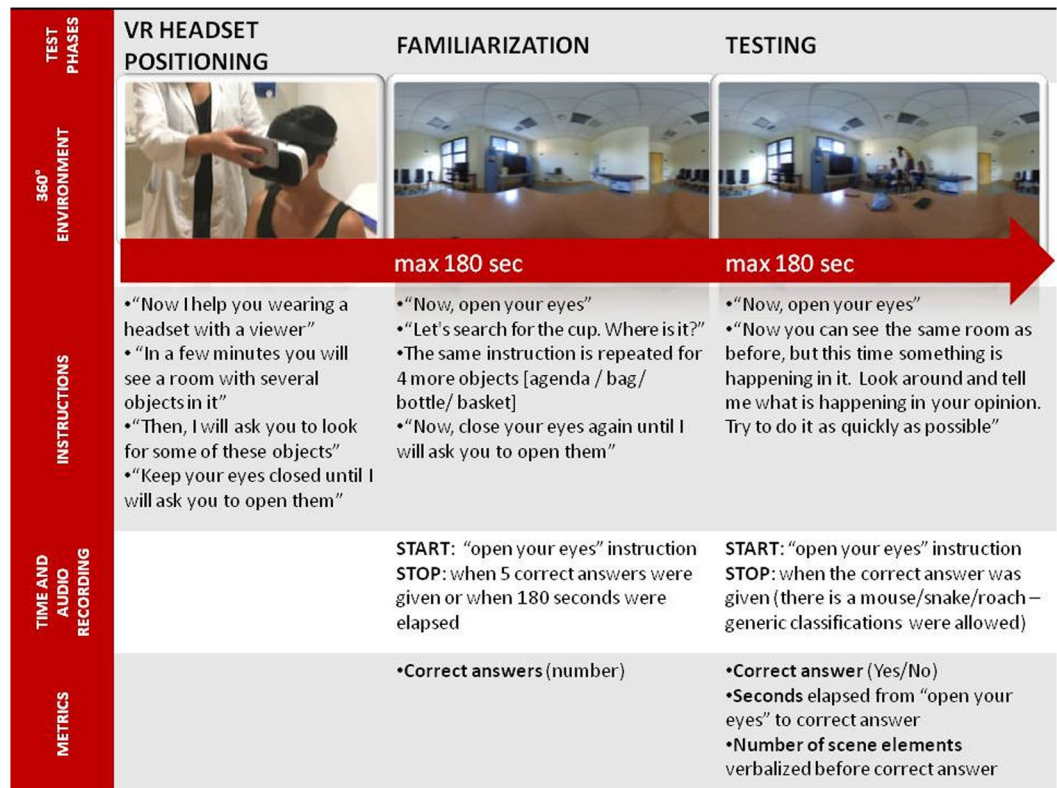 TEST
PHASES
VR HEADSET
POSITIONING
FAMILIARIZATION
TESTING
360°
ENVIRONMENT
max 180 sec
max 180 sec
INSTRUCTIONS
•“Now I help you wearing a
headset with a viewer”
• “In a few minutes you will
see a room with several
objects in it”
•“Then, I will ask you to look
for some of these objects”
•“Keep your eyes closed until I
will ask you to open them”
•“Now, open your eyes”
•“Let's search for the cup. Where is it?”
•The same instruction is repeated for
4 more objects [agenda / bag/
bottle/ basket]
•“Now, close your eyes again until I
will ask you to open them”
•“Now, open your eyes”
•“Now you can see the same room as
before, but this time something is
happening in it. Look around and tell
me what is happening in your opinion.
Try to do it as quickly as possible”
TIME AND
AUDIO
RECORDING
START: “open your eyes” instruction
STOP: when 5 correct answers were
given or when 180 seconds were
elapsed
START: “open your eyes” instruction
STOP: when the correct answer was
given (there is a mouse/snake/roach –
generic classifications were allowed)
METRICS
•Correct answers (number)
•Correct answer (Yes/No)
•Seconds elapsed from “open your
eyes” to correct answer
•Number of scene elements
verbalized before correct answer